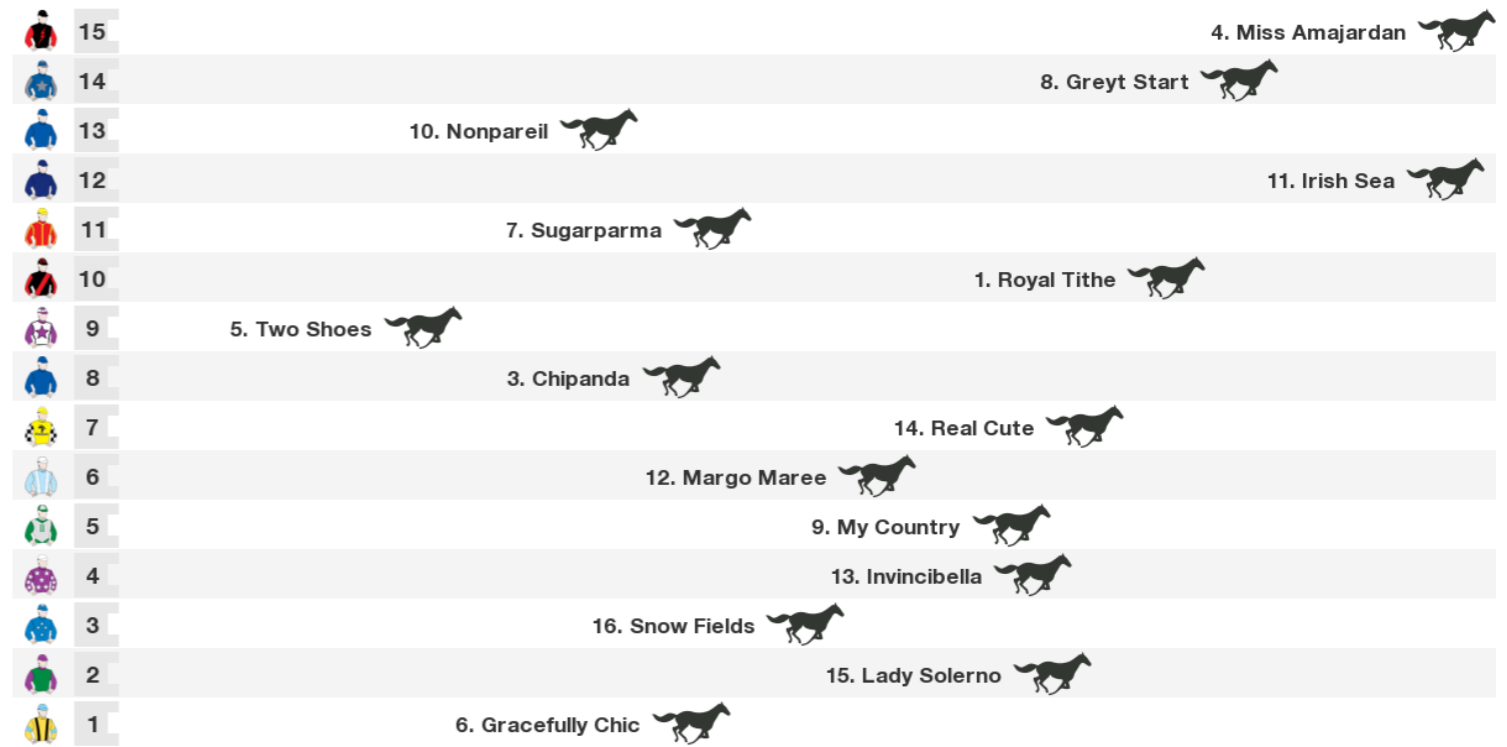 15 4. Miss Amajardan
14 8. Greyt Start
13 10. Nonpareil
12 11. Irish Sea
11 7. Sugarparma
10 1. Royal Tithe
9 5. Two Shoes
8 3. Chipanda
7 14. Real Cute
6 12. Margo Maree
5 9. My Country
4 13. Invincibella
3 16. Snow Fields
2 15. Lady Solerno
1 6. Gracefully Chic